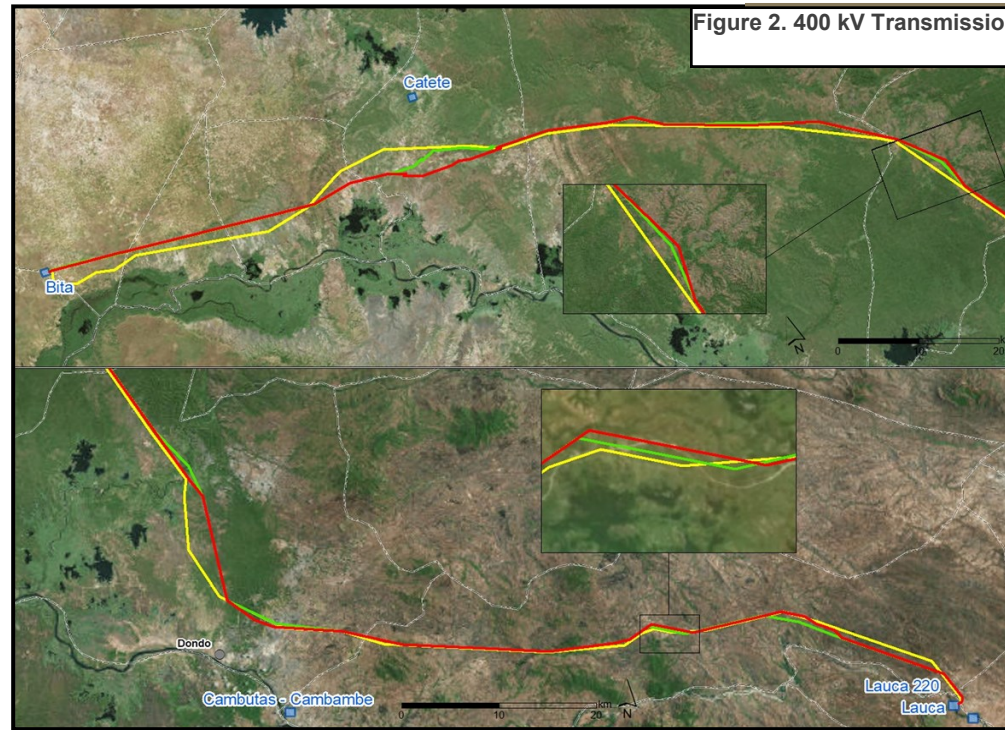 Figure 2. 400 kV Transmissio
Catete
Bita
N
0 10 20
Dondo
Cambutas - Cambambe
0 10 20 km
N
Lauca 220
Lauca